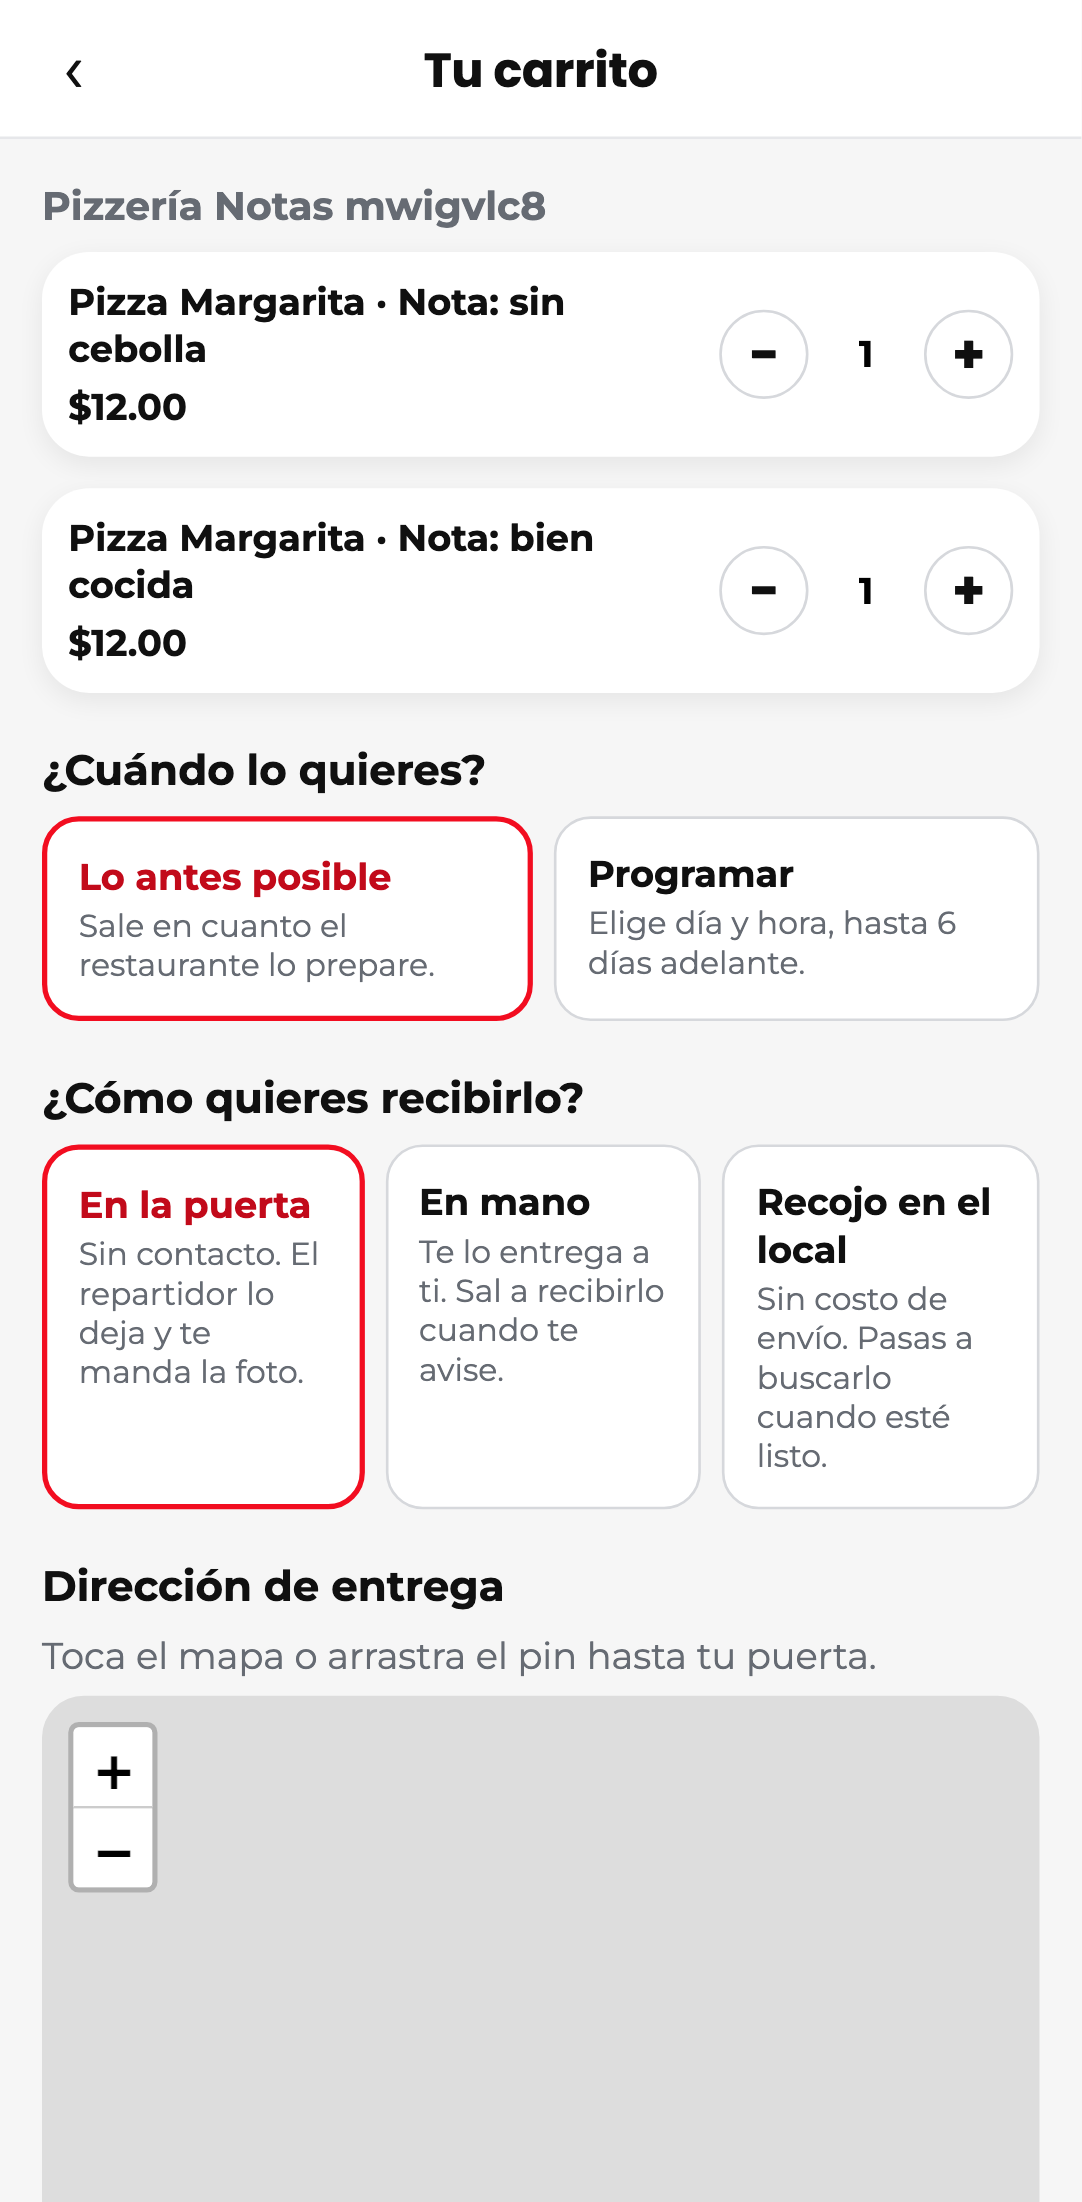 ‹
Tu carrito
Pizzería Notas mwigvlc8
Pizza Margarita · Nota: sin
cebolla
$12.00
− 1 +
Pizza Margarita · Nota: bien
cocida
$12.00
− 1 +
¿Cuándo lo quieres?
Lo antes posible
Sale en cuanto el
restaurante lo prepare.
Programar
Elige día y hora, hasta 6
días adelante.
¿Cómo quieres recibirlo?
En la puerta
Sin contacto. El
repartidor lo
deja y te
manda la foto.
En mano
Te lo entrega a
ti. Sal a recibirlo
cuando te
avise.
Recojo en el
local
Sin costo de
envío. Pasas a
buscarlo
cuando esté
listo.
Dirección de entrega
Toca el mapa o arrastra el pin hasta tu puerta.
+
−